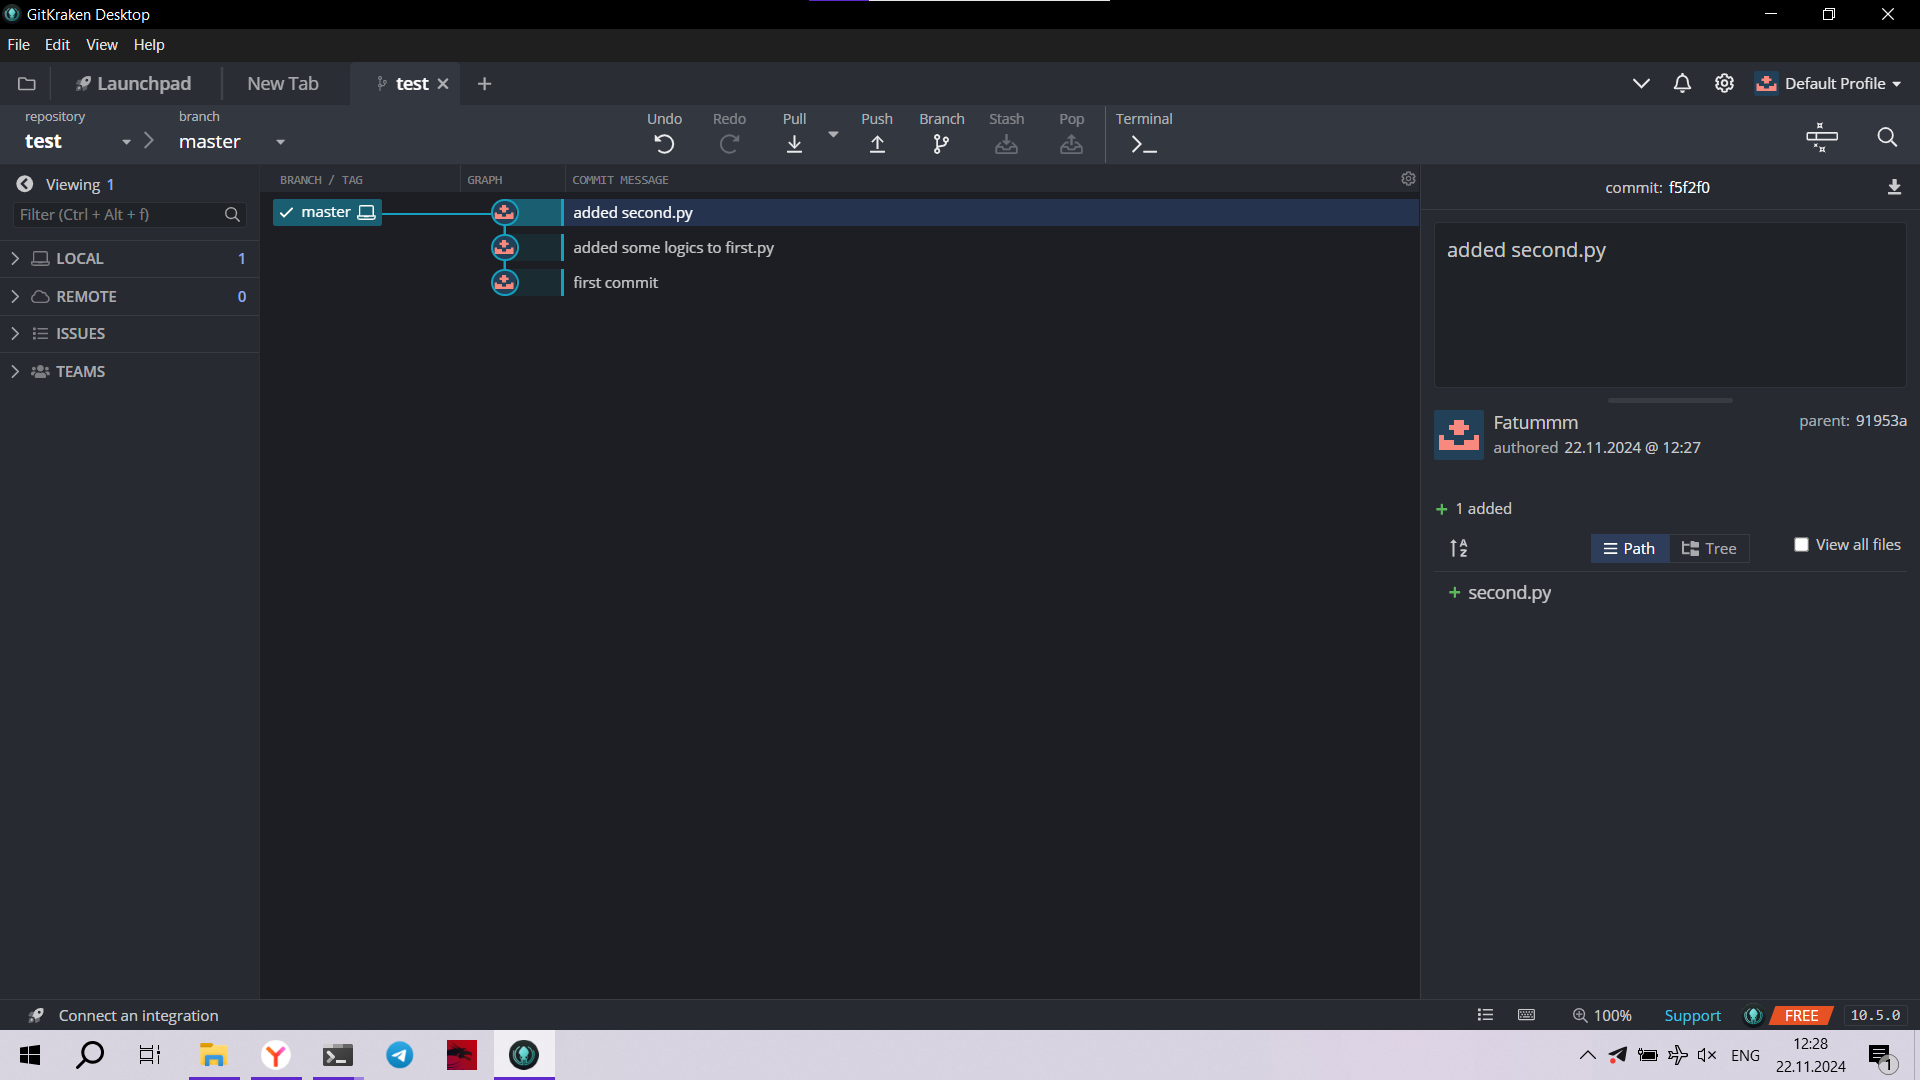 GitKraken Desktop
File Edit View Help
Launchpad New Tab test Default Profile
repository branch Undo Redo Pull Push Branch Stash Pop Terminal
test master
Viewing 1 BRANCH / TAG GRAPH COMMIT MESSAGE commit: f5f2f0
Filter (Ctrl + Alt + f) master added second.py
added second.py
LOCAL 1 added some logics to first.py
REMOTE 0 first commit
ISSUES
TEAMS
Fatummm parent: 91953a
authored 22.11.2024 @ 12:27
+ 1 added
Path Tree View all files
+ second.py
Connect an integration 100% Support FREE 10.5.0
ENG 12:28
22.11.2024
1